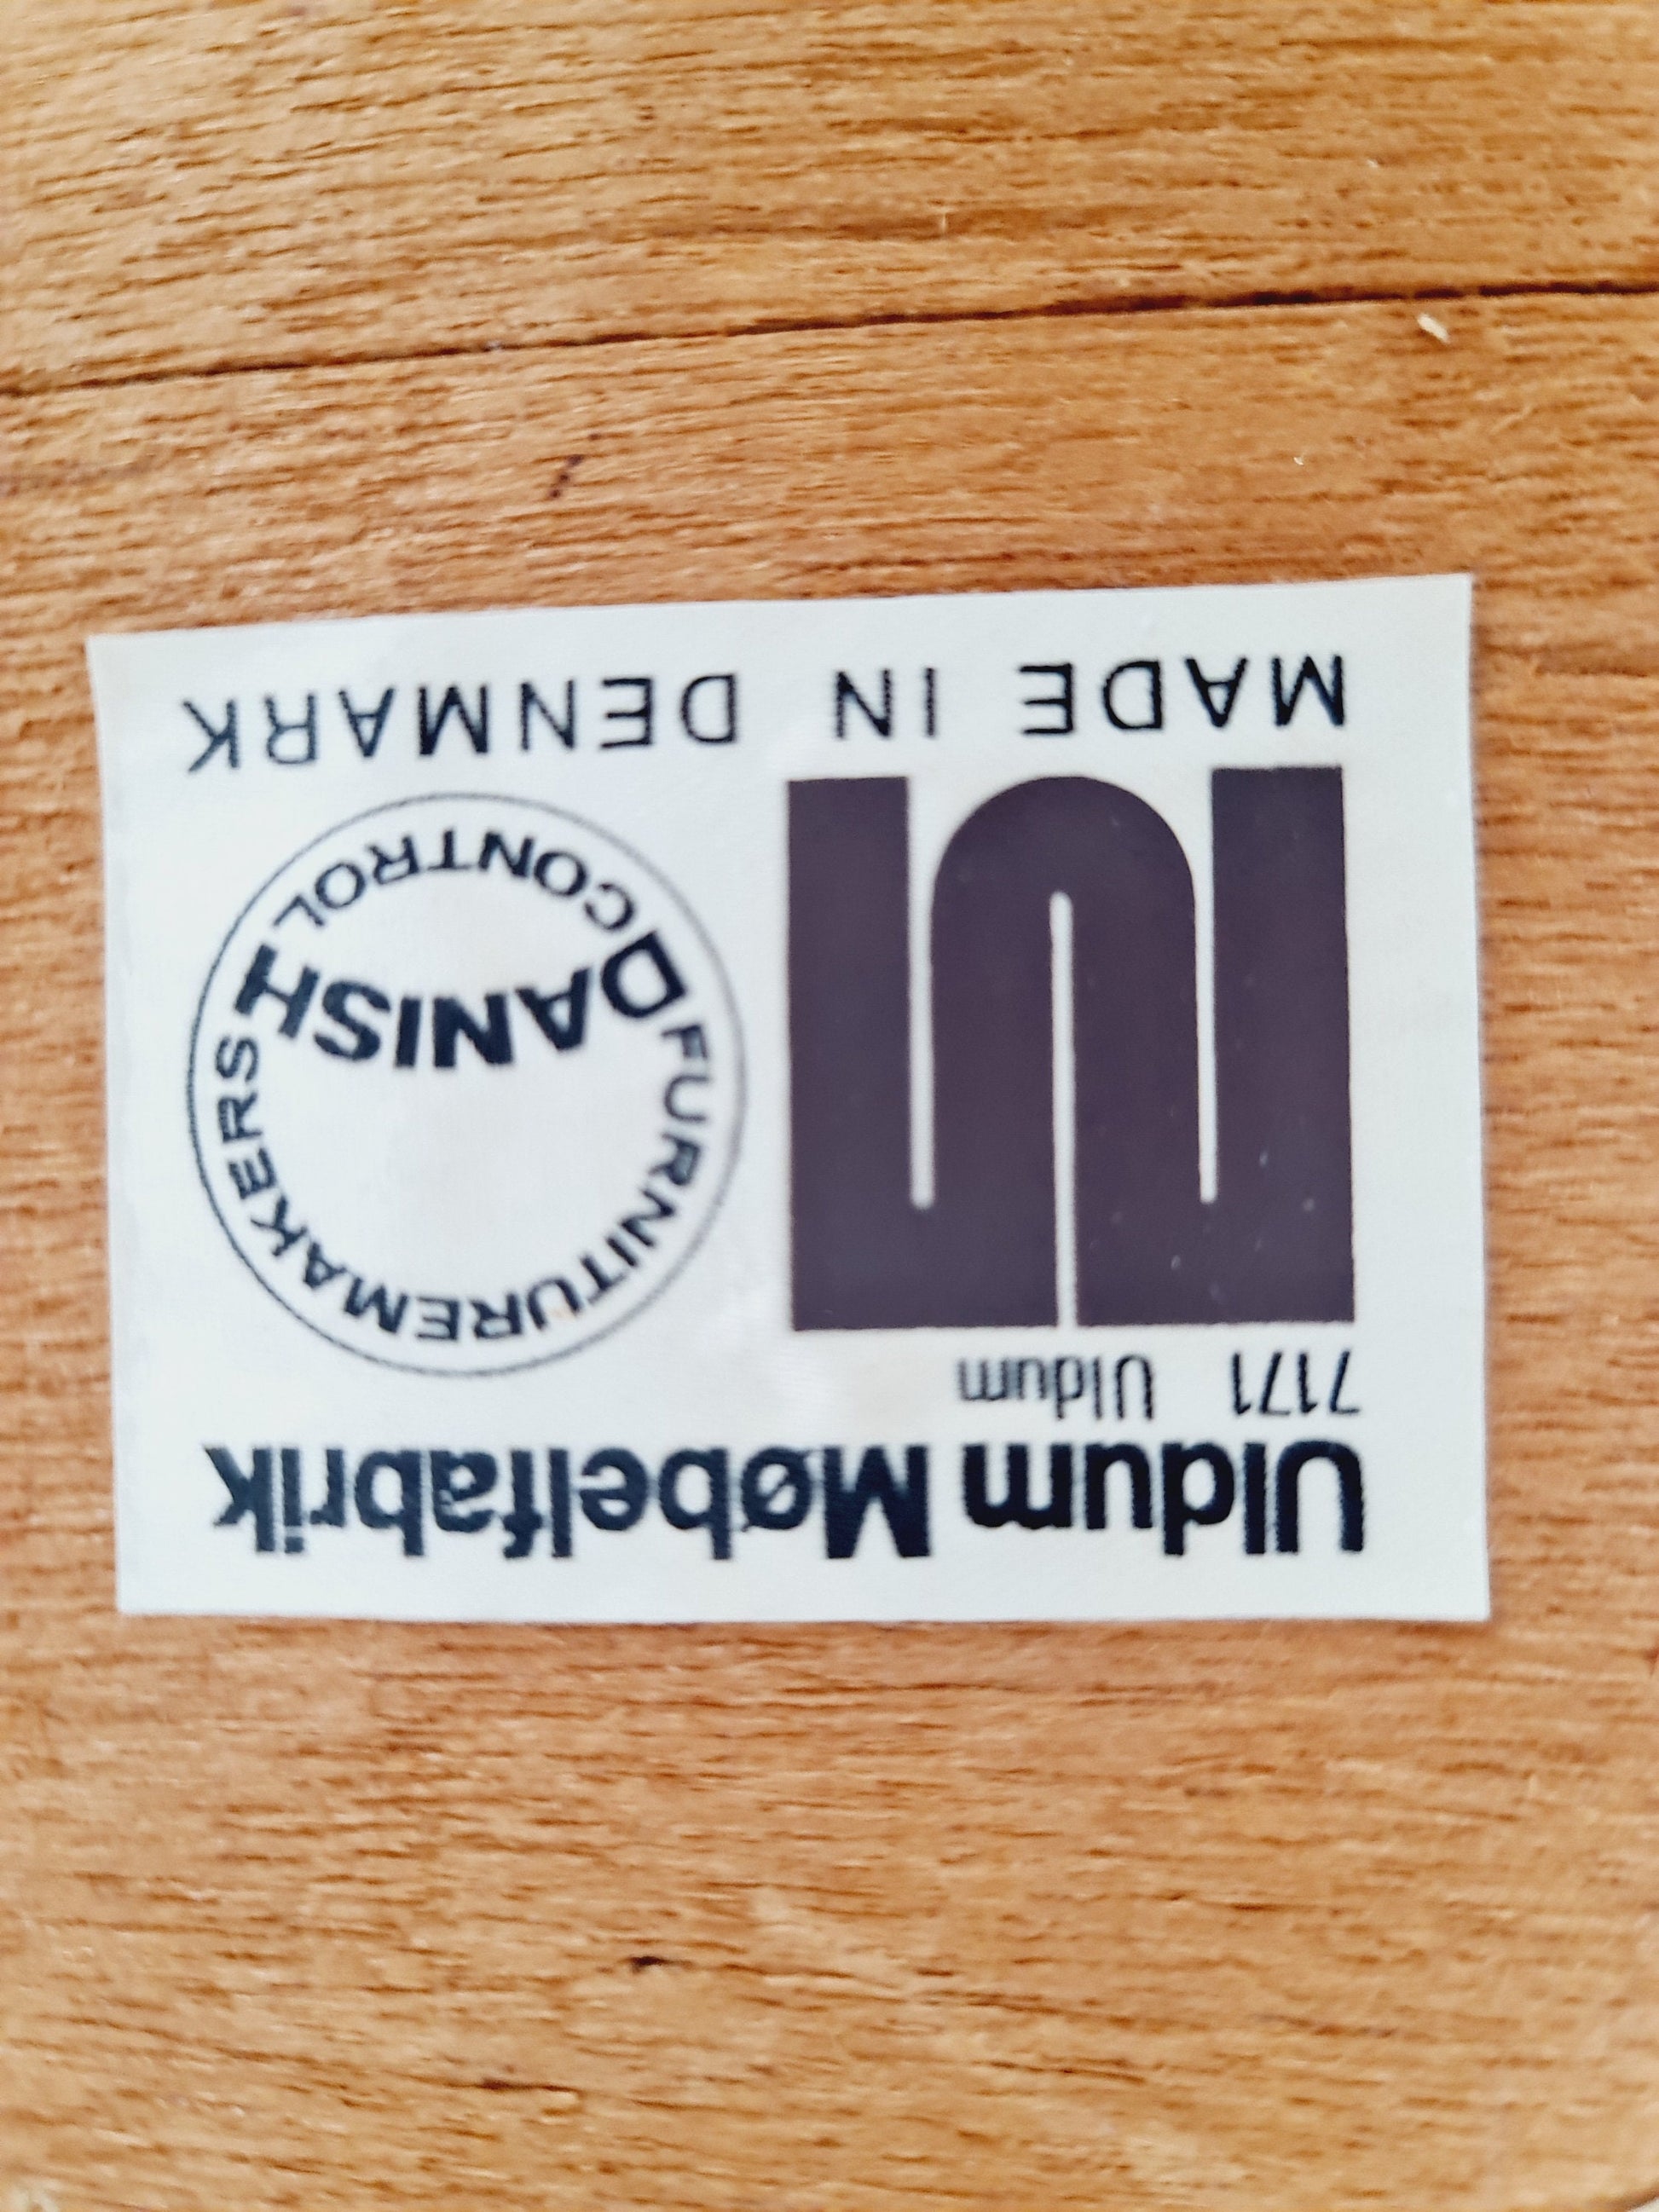 Uldum Møbelfabrik
7171 Uldum
DANISH
FURNITUREMAKERS
CONTROL
MADE IN DENMARK